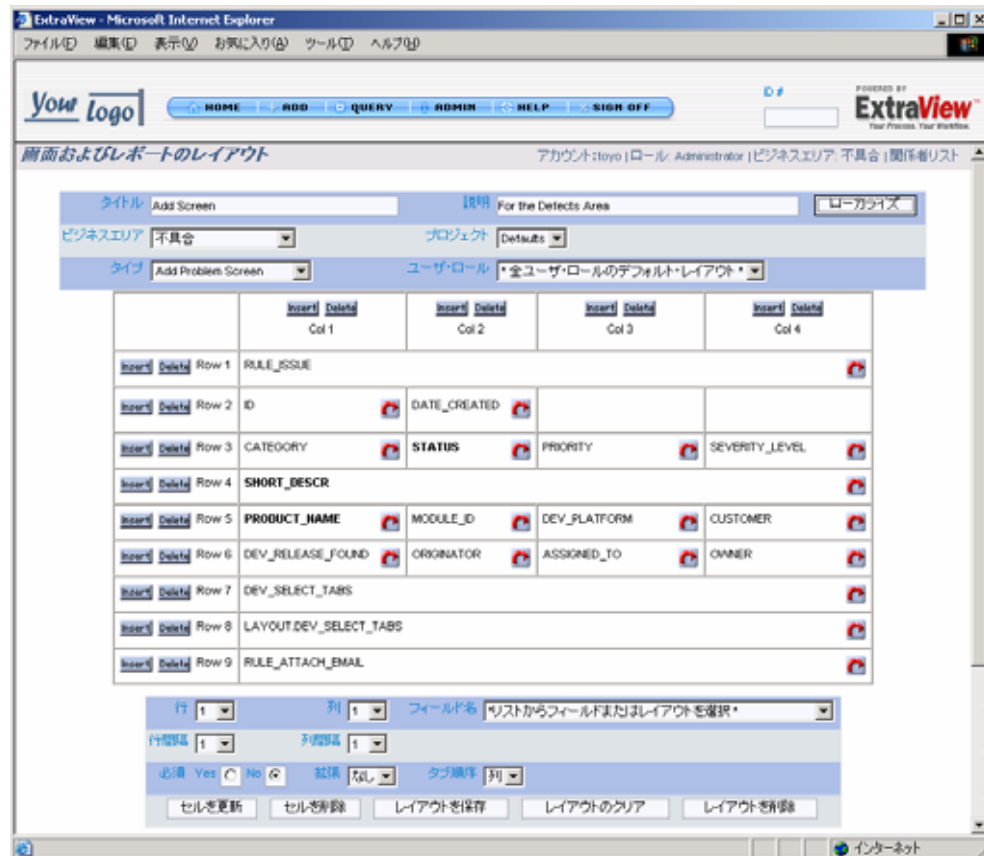 ExtraView - Microsoft Internet Explorer
ファイル(F) 編集(E) 表示(V) お気に入り(A) ツール(T) ヘルプ(H)
Your Logo HOME ADD QUERY ADMIN HELP SIGN OFF ID # POWERED BY
ExtraView
Your Process. Your Workflow.
画面およびレポートのレイアウト アカウント:toyo | ロール: Administrator | ビジネスエリア: 不具合 | 関係者リスト
タイトル Add Screen 説明 For the Defects Area ローカライズ
ビジネスエリア 不具合 プロジェクト Defaults
タイプ Add Problem Screen ユーザ・ロール * 全ユーザ・ロールのデフォルト・レイアウト *
Insert Delete Insert Delete Insert Delete Insert Delete
Col 1 Col 2 Col 3 Col 4
Insert Delete Row 1 RULE_ISSUE
Insert Delete Row 2 ID DATE_CREATED
Insert Delete Row 3 CATEGORY STATUS PRIORITY SEVERITY_LEVEL
Insert Delete Row 4 SHORT_DESCR
Insert Delete Row 5 PRODUCT_NAME MODULE_ID DEV_PLATFORM CUSTOMER
Insert Delete Row 6 DEV_RELEASE_FOUND ORIGINATOR ASSIGNED_TO OWNER
Insert Delete Row 7 DEV_SELECT_TABS
Insert Delete Row 8 LAYOUT.DEV_SELECT_TABS
Insert Delete Row 9 RULE_ATTACH_EMAIL
行 1 列 1 フィールド名 *リストからフィールドまたはレイアウトを選択 *
行間隔 1 列間隔 1
必須 Yes No 拡張 なし タブ順序 列
セルを更新 セルを削除 レイアウトを保存 レイアウトのクリア レイアウトを削除
インターネット